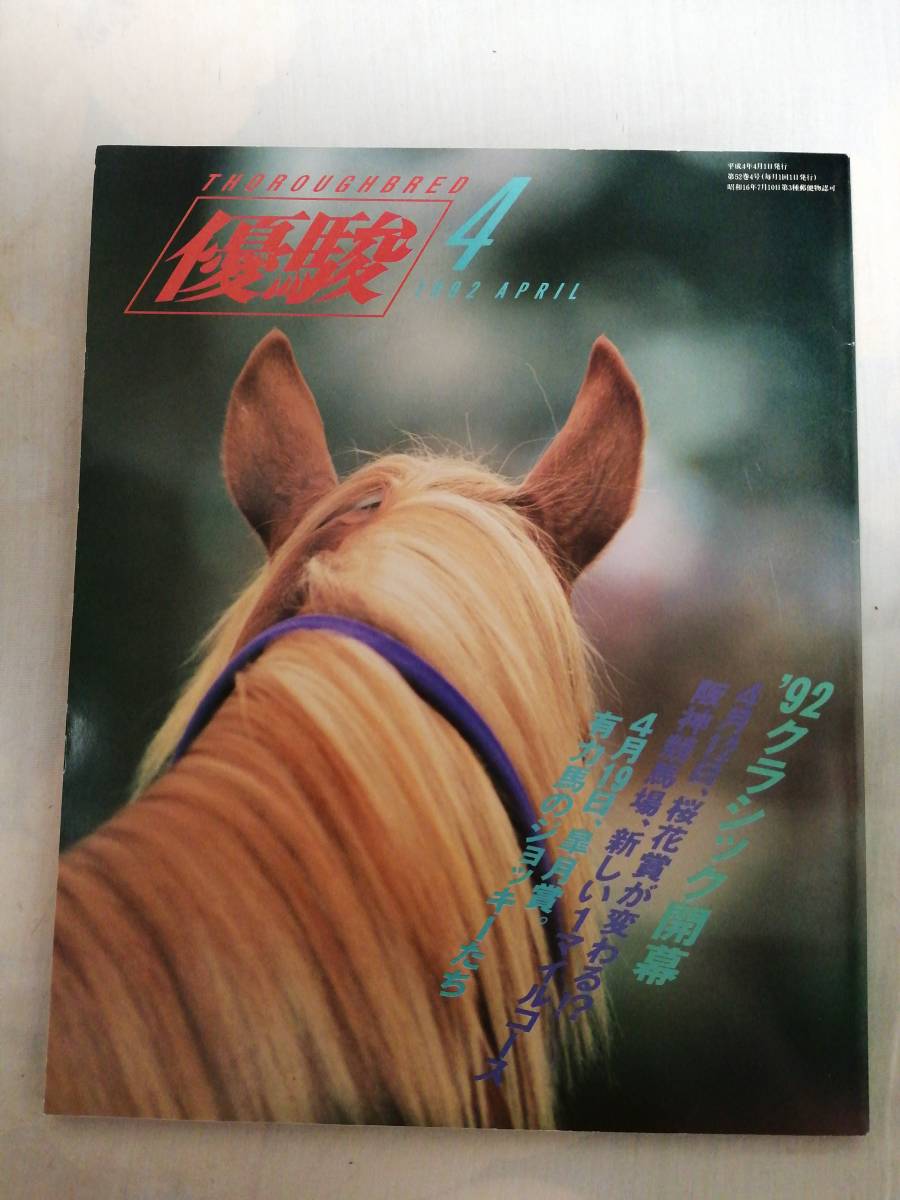 THOROUGHBRED
優駿
4
1992 APRIL
平成4年4月1日発行
第52巻4号(毎月1回1日発行)
昭和16年7月10日第3種郵便物認可
'92クラシック開幕
4月12日、桜花賞が変わる!?
阪神競馬場、新しい1マイルコース
4月19日、皐月賞。
有力馬のジョッキーたち